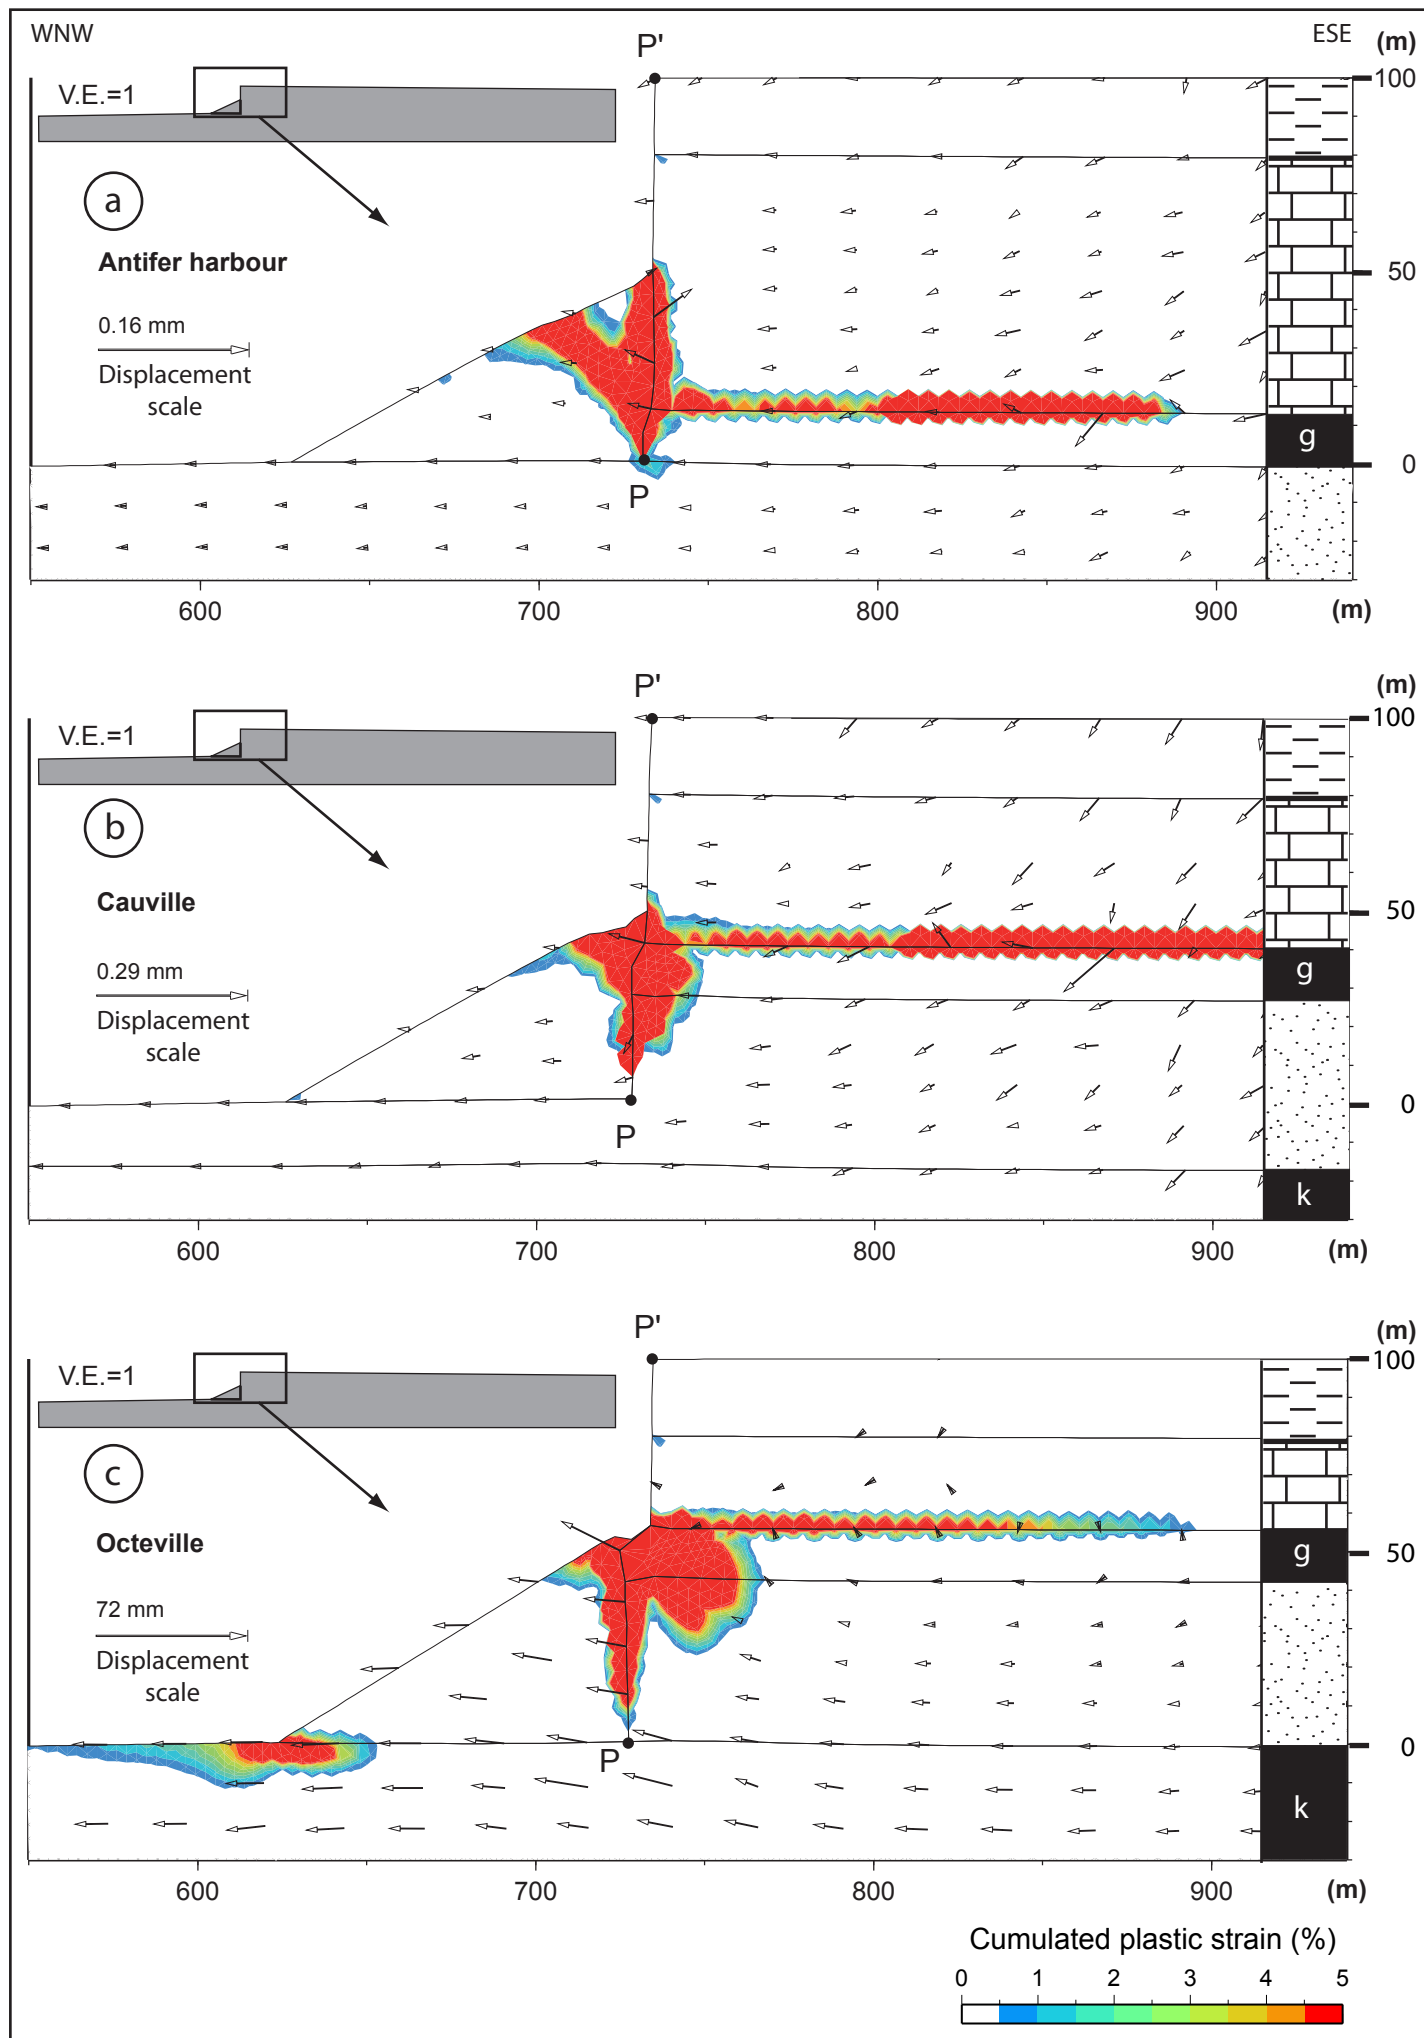 WNW
ESE
(m)
P'
V.E.=1
100
a
Antifer harbour
0.16 mm
Displacement
scale
50
g
0
P
600
700
800
900
(m)
P'
(m)
V.E.=1
100
b
Cauville
0.29 mm
Displacement
scale
50
g
0
P
k
600
700
800
900
(m)
P'
(m)
V.E.=1
100
c
Octeville
72 mm
Displacement
scale
50
g
0
P
k
600
700
800
900
(m)
Cumulated plastic strain (%)
0 1 2 3 4 5